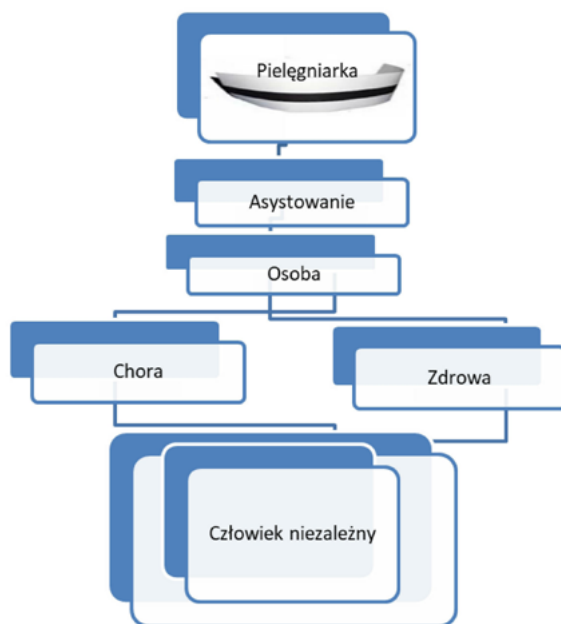 Pielęgniarka
Asystowanie
Osoba
Chora
Zdrowa
Człowiek niezależny